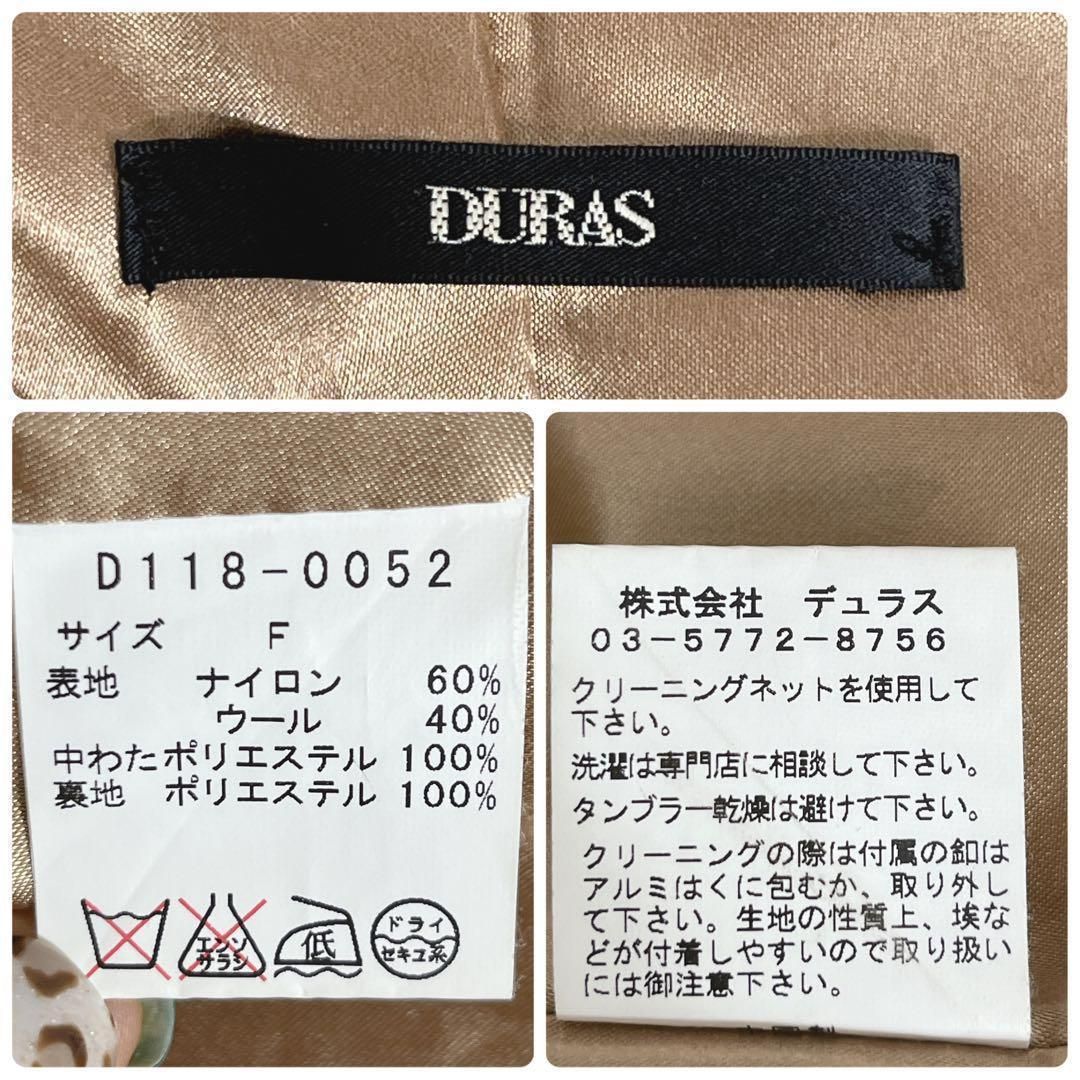 DURAS
D118-0052
サイズ F
表地 ナイロン 60%
ウール 40%
中わた ポリエステル 100%
裏地 ポリエステル 100%
エンソ
サラシ
低
ドライ
セキユ系
株式会社 デュラス
03-5772-8756
クリーニングネットを使用して
下さい。
洗濯は専門店に相談して下さい。
タンブラー乾燥は避けて下さい。
クリーニングの際は付属の釦は
アルミはくに包むか、取り外し
て下さい。生地の性質上、埃な
どが付着しやすいので取り扱い
には御注意下さい。